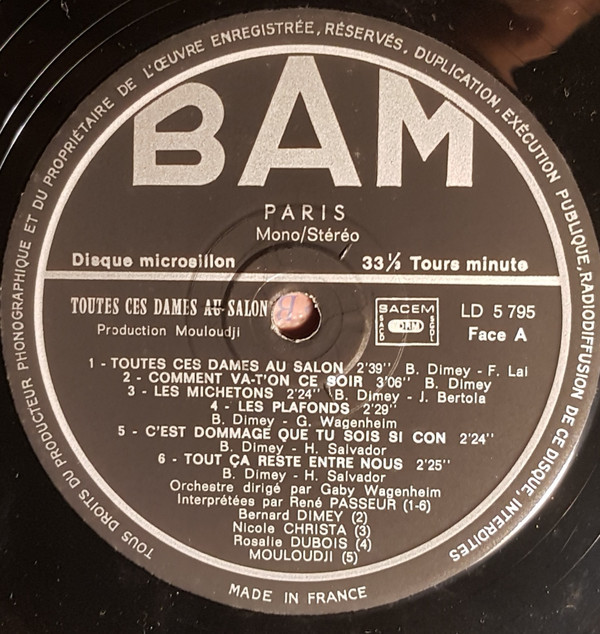 TOUS DROITS DU PRODUCTEUR PHONOGRAPHIQUE ET DU PROPRIÉTAIRE DE L'ŒUVRE ENREGISTRÉE, RÉSERVÉS, DUPLICATION, EXÉCUTION PUBLIQUE, RADIODIFFUSION DE CE DISQUE INTERDITES
BAM
PARIS
Mono/Stéréo
Disque microsillon 33⅓ Tours minute
TOUTES CES DAMES AU SALON
Production Mouloudji
SACEM
SACD SDRM SGDL
LD 5 795
Face A
1 - TOUTES CES DAMES AU SALON 2'39'' B. Dimey - F. Lai
2 - COMMENT VA-T'ON CE SOIR 3'06'' B. Dimey
3 - LES MICHETONS 2'24'' B. Dimey - J. Bertola
4 - LES PLAFONDS 2'29''
B. Dimey - G. Wagenheim
5 - C'EST DOMMAGE QUE TU SOIS SI CON 2'24''
B. Dimey - H. Salvador
6 - TOUT ÇA RESTE ENTRE NOUS 2'25''
B. Dimey - H. Salvador
Orchestre dirigé par Gaby Wagenheim
Interprétées par René PASSEUR (1-6)
Bernard DIMEY (2)
Nicole CHRISTA (3)
Rosalie DUBOIS (4)
MOULOUDJI (5)
MADE IN FRANCE